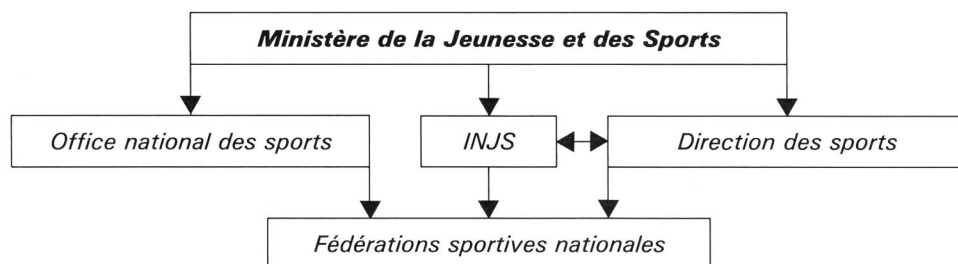 Ministère de la Jeunesse et des Sports
Office national des sports
INJS
Direction des sports
Fédérations sportives nationales